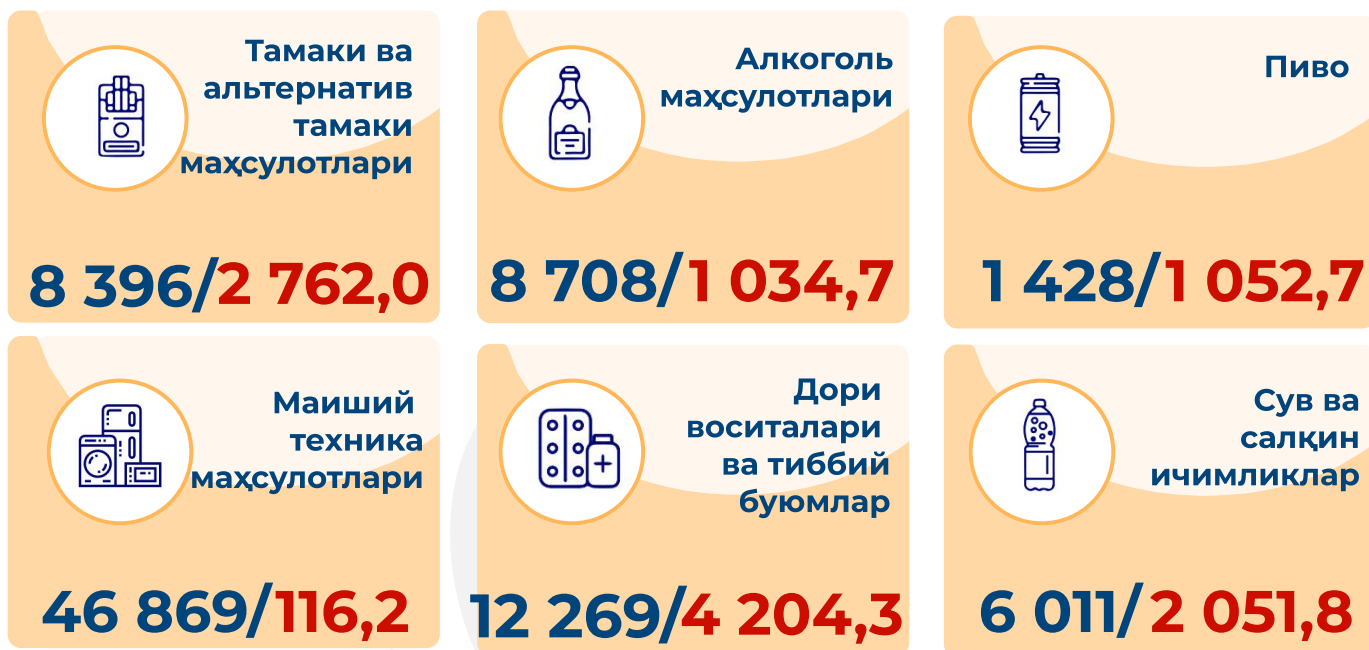 Тамаки ва
альтернатив
тамаки
маҳсулотлари
8 396/2 762,0
Алкоголь
маҳсулотлари
8 708/1 034,7
Пиво
1 428/1 052,7
Маиший
техника
маҳсулотлари
46 869/116,2
Дори
воситалари
ва тиббий
буюмлар
12 269/4 204,3
Сув ва
салқин
ичимликлар
6 011/2 051,8